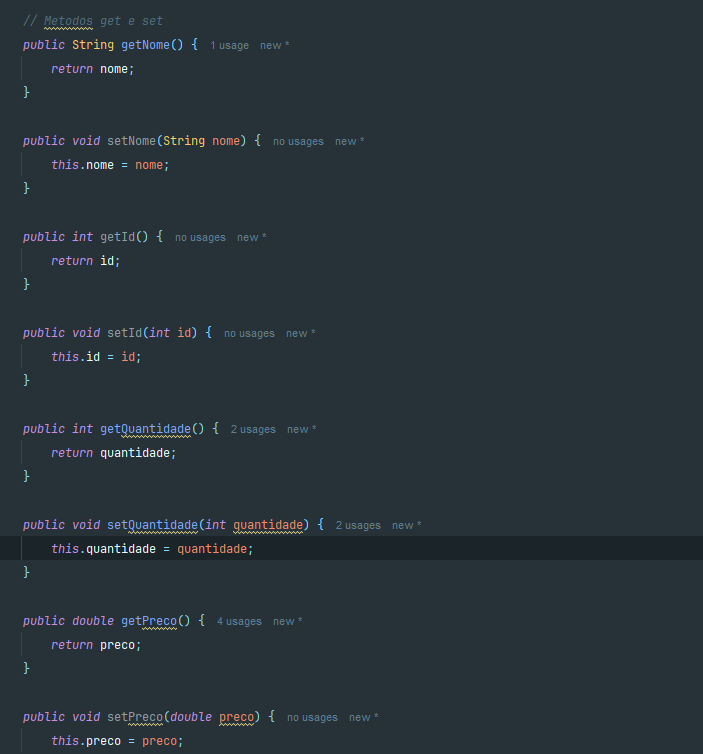 // Metodos get e set
public String getNome() {  1 usage  new *
return nome;
}
public void setNome(String nome) {  no usages  new *
this.nome = nome;
}
public int getId() {  no usages  new *
return id;
}
public void setId(int id) {  no usages  new *
this.id = id;
}
public int getQuantidade() {  2 usages  new *
return quantidade;
}
public void setQuantidade(int quantidade) {  2 usages  new *
this.quantidade = quantidade;
}
public double getPreco() {  4 usages  new *
return preco;
}
public void setPreco(double preco) {  no usages  new *
this.preco = preco;